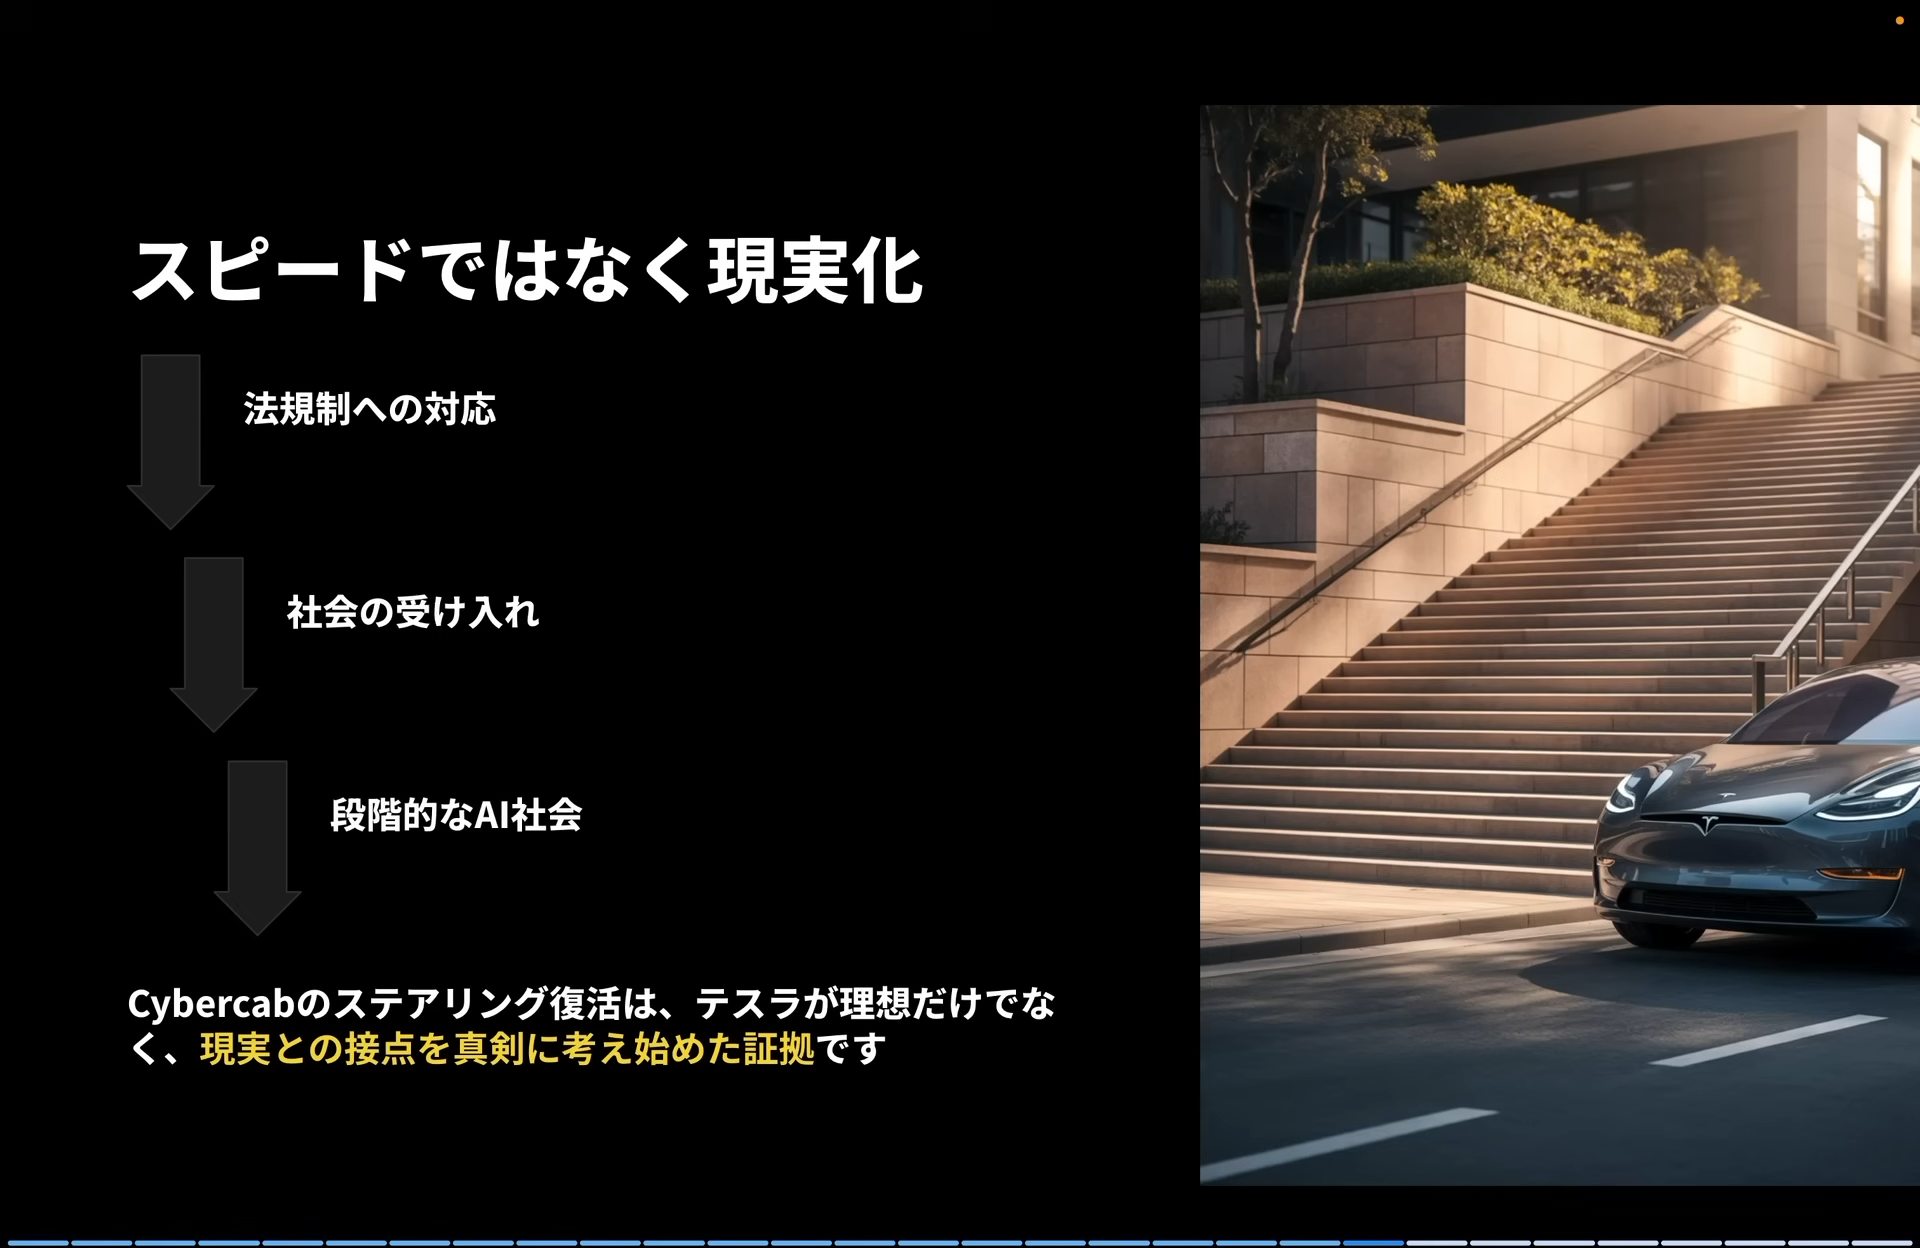 スピードではなく現実化
法規制への対応
社会の受け入れ
段階的なAI社会
Cybercabのステアリング復活は、テスラが理想だけでな
く、現実との接点を真剣に考え始めた証拠です